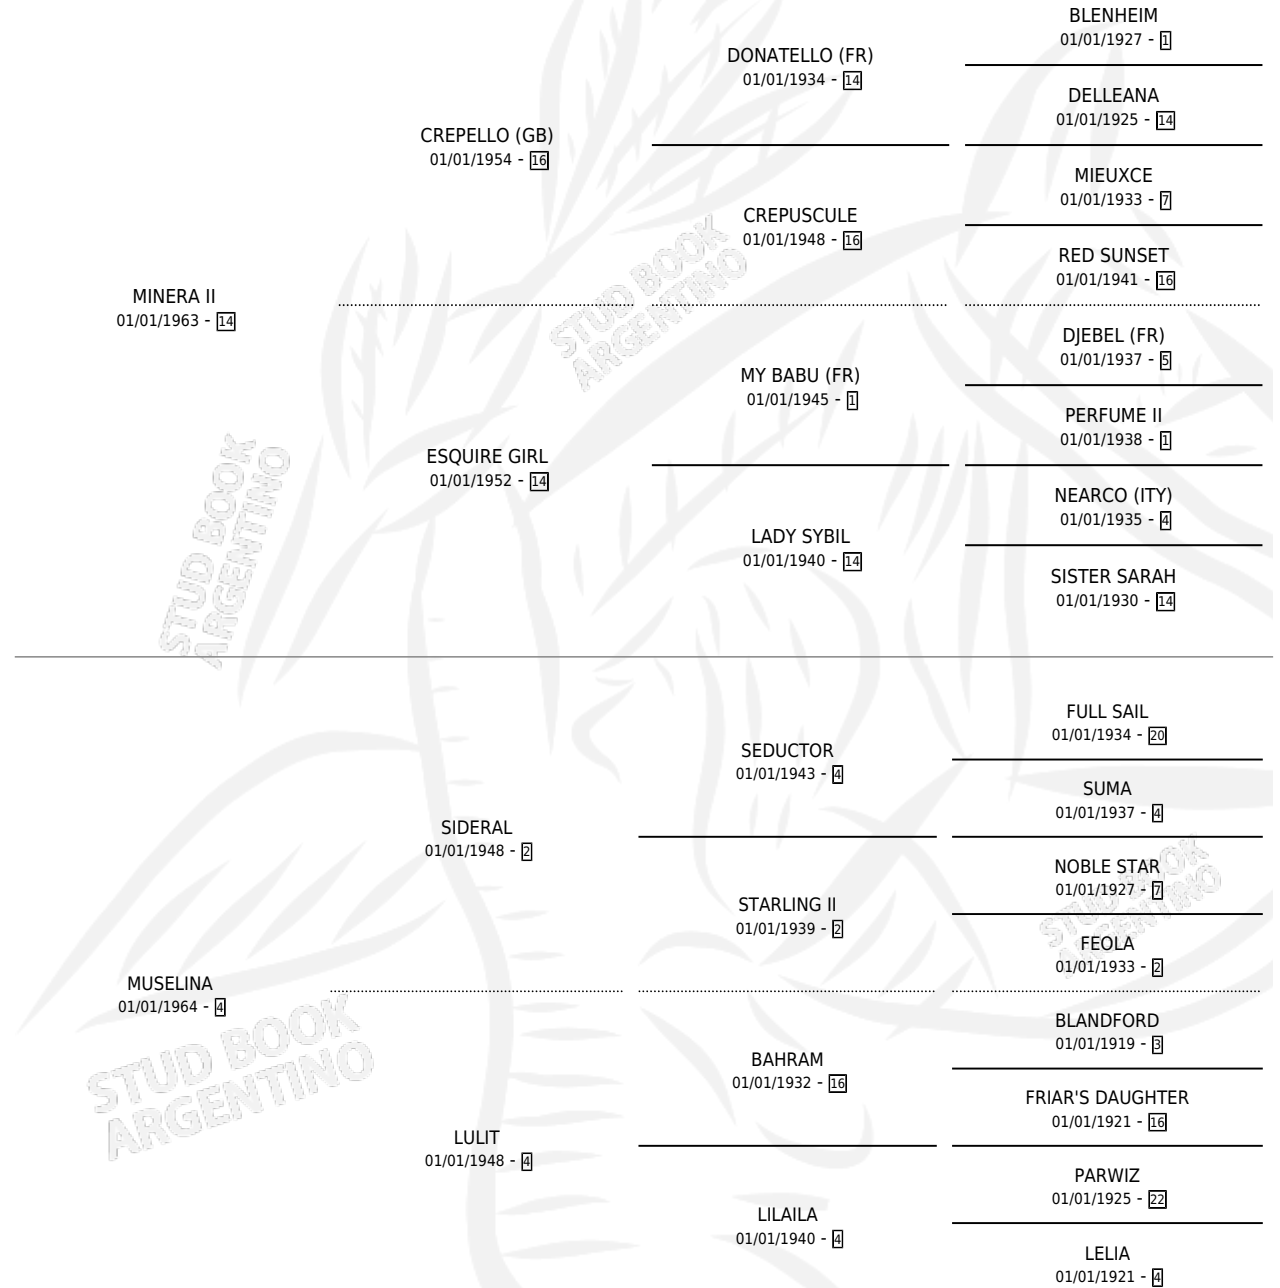 BLENHEIM
01/01/1927 - 1
DONATELLO (FR)
01/01/1934 - 14
DELLEANA
01/01/1925 - 14
CREPELLO (GB)
01/01/1954 - 16
MIEUXCE
01/01/1933 - 7
CREPUSCULE
01/01/1948 - 16
RED SUNSET
01/01/1941 - 16
MINERA II
01/01/1963 - 14
STUD BOOK
ARGENTINO
DJEBEL (FR)
01/01/1937 - 5
MY BABU (FR)
01/01/1945 - 1
PERFUME II
01/01/1938 - 1
ESQUIRE GIRL
01/01/1952 - 14
NEARCO (ITY)
01/01/1935 - 4
LADY SYBIL
01/01/1940 - 14
SISTER SARAH
01/01/1930 - 14
STUD BOOK
ARGENTINO
FULL SAIL
01/01/1934 - 20
SEDUCTOR
01/01/1943 - 4
SUMA
01/01/1937 - 4
SIDERAL
01/01/1948 - 2
NOBLE STAR
01/01/1927 - 7
STARLING II
01/01/1939 - 2
STUD BOOK
ARGENTINO
FEOLA
01/01/1933 - 2
MUSELINA
01/01/1964 - 4
BLANDFORD
01/01/1919 - 3
BAHRAM
01/01/1932 - 16
STUD BOOK
ARGENTINO
FRIAR'S DAUGHTER
01/01/1921 - 16
LULIT
01/01/1948 - 4
PARWIZ
01/01/1925 - 22
LILAILA
01/01/1940 - 4
LELIA
01/01/1921 - 4